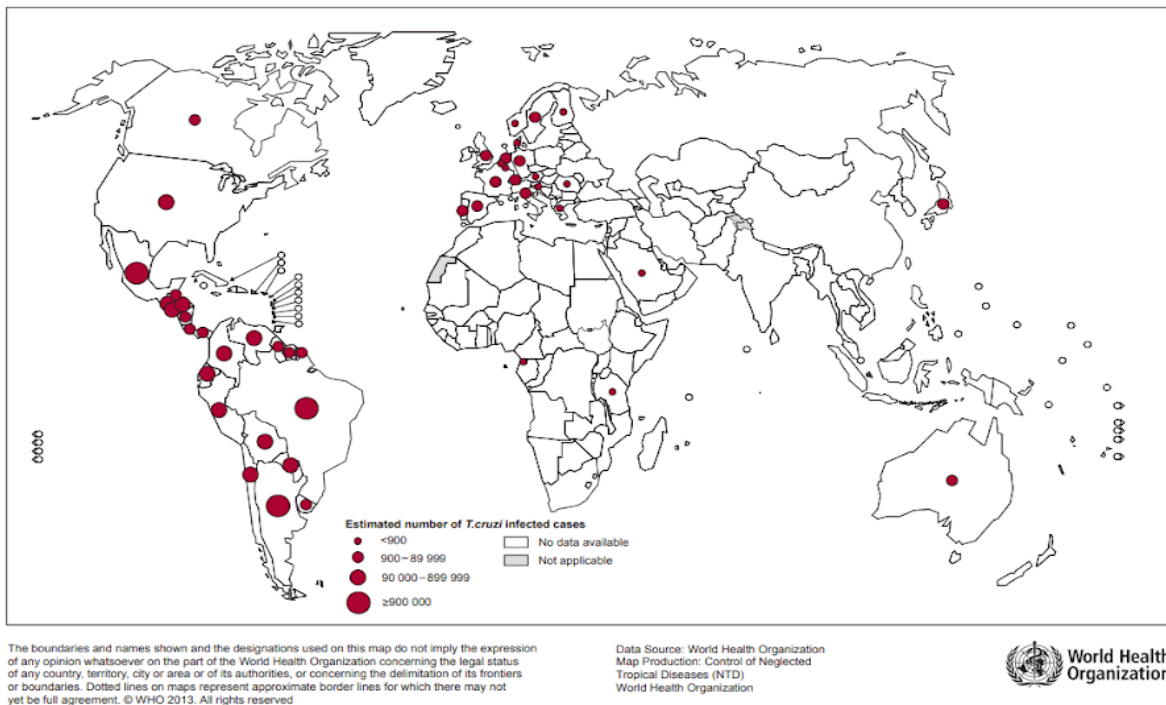 Estimated number of T.cruzi infected cases
<900
900–89 999
90 000–899 999
≥900 000
No data available
Not applicable
The boundaries and names shown and the designations used on this map do not imply the expression
of any opinion whatsoever on the part of the World Health Organization concerning the legal status
of any country, territory, city or area or of its authorities, or concerning the delimitation of its frontiers
or boundaries. Dotted lines on maps represent approximate border lines for which there may not
yet be full agreement. © WHO 2013. All rights reserved
Data Source: World Health Organization
Map Production: Control of Neglected
Tropical Diseases (NTD)
World Health Organization
World Health
Organization